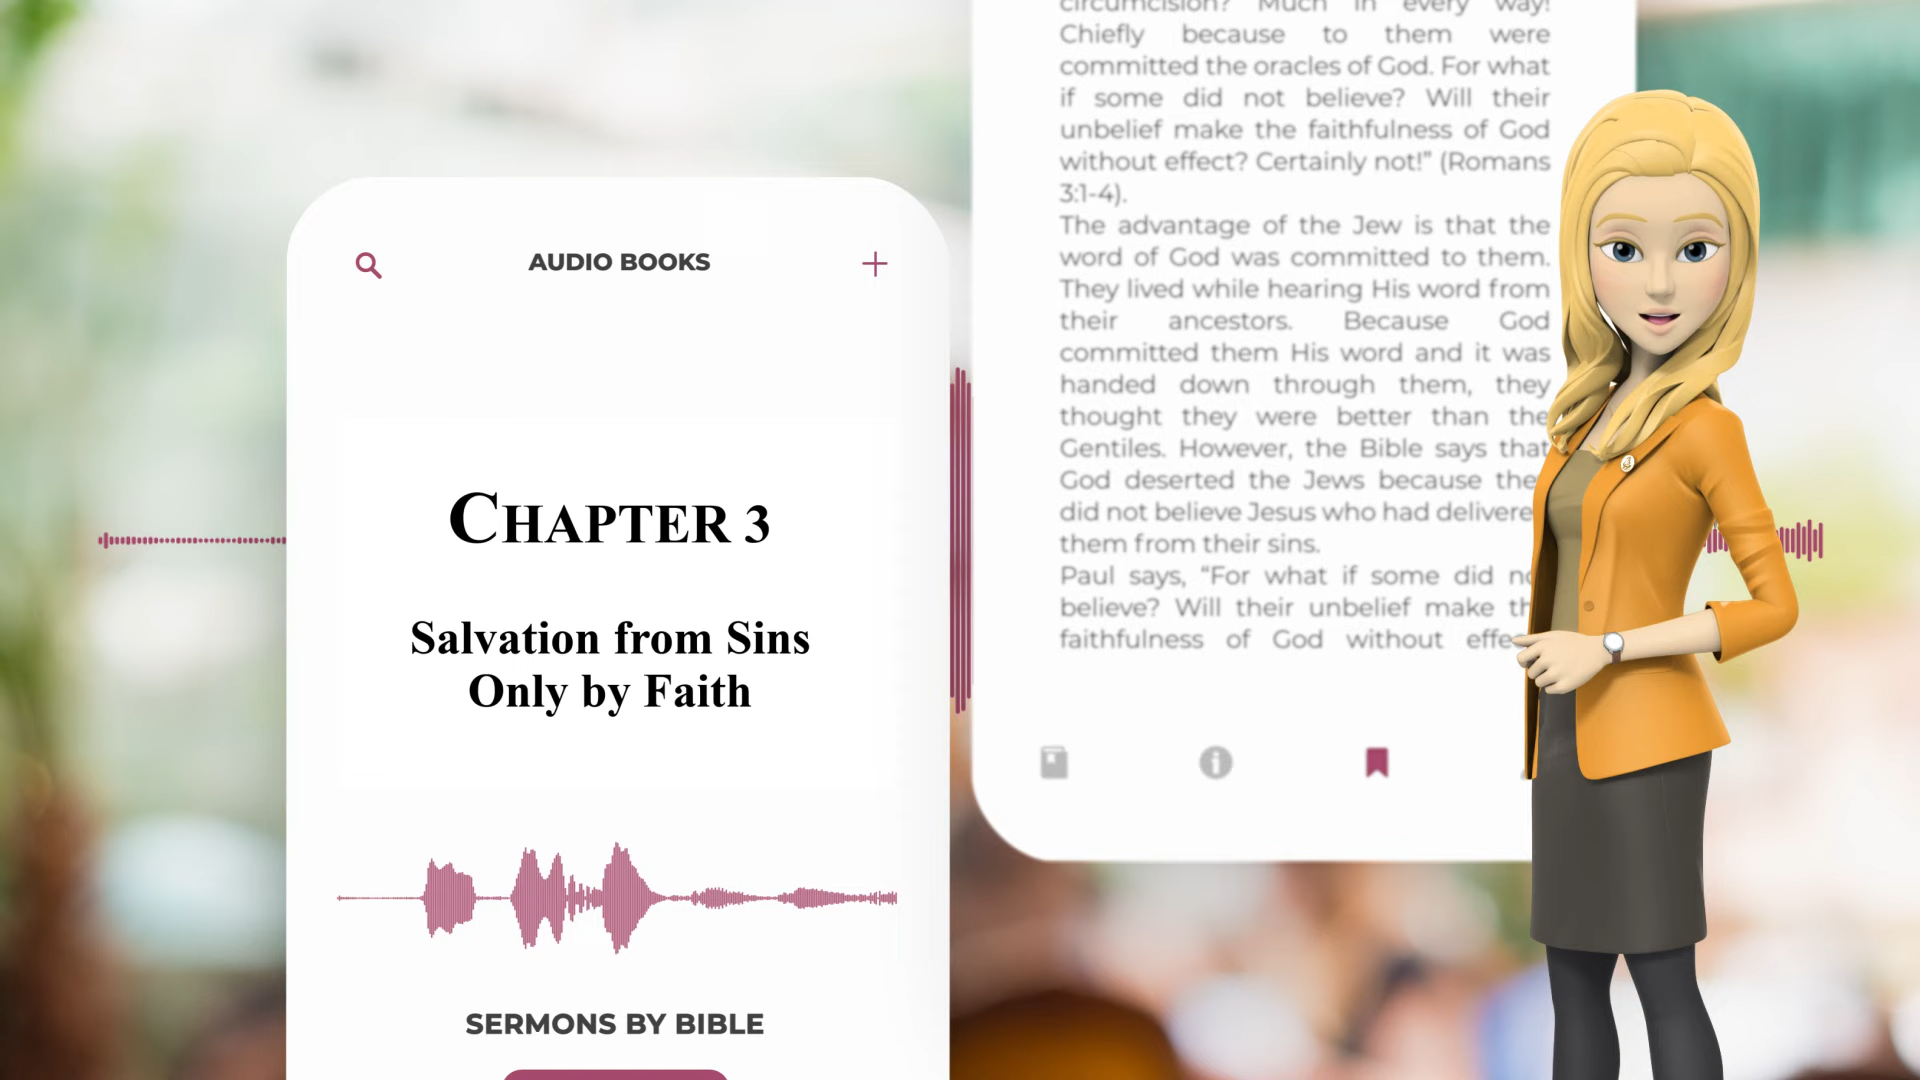 AUDIO BOOKS
CHAPTER 3
Salvation from Sins
Only by Faith
SERMONS BY BIBLE
circumcision? Much in every way!
Chiefly because to them were
committed the oracles of God. For what
if some did not believe? Will their
unbelief make the faithfulness of God
without effect? Certainly not!” (Romans
3:1-4).
The advantage of the Jew is that the
word of God was committed to them.
They lived while hearing His word from
their ancestors. Because God
committed them His word and it was
handed down through them, they
thought they were better than the
Gentiles. However, the Bible says that
God deserted the Jews because the
did not believe Jesus who had delivere
them from their sins.
Paul says, “For what if some did no
believe? Will their unbelief make th
faithfulness of God without effe